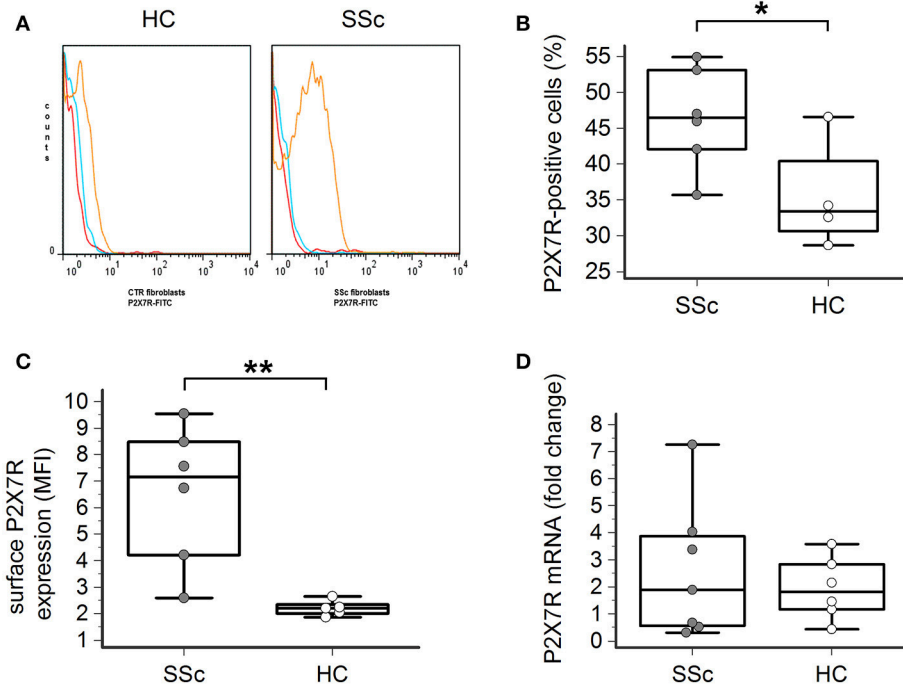 A
HC
SSc
counts
0
10^0 10^1 10^2 10^3 10^4
CTR fibroblasts
P2X7R-FITC
10^0 10^1 10^2 10^3 10^4
SSc fibroblasts
P2X7R-FITC
B
*
P2X7R-positive cells (%)
55
50
45
40
35
30
25
SSc
HC
C
**
surface P2X7R
expression (MFI)
10
9
8
7
6
5
4
3
2
1
SSc
HC
D
P2X7R mRNA (fold change)
8
7
6
5
4
3
2
1
0
SSc
HC